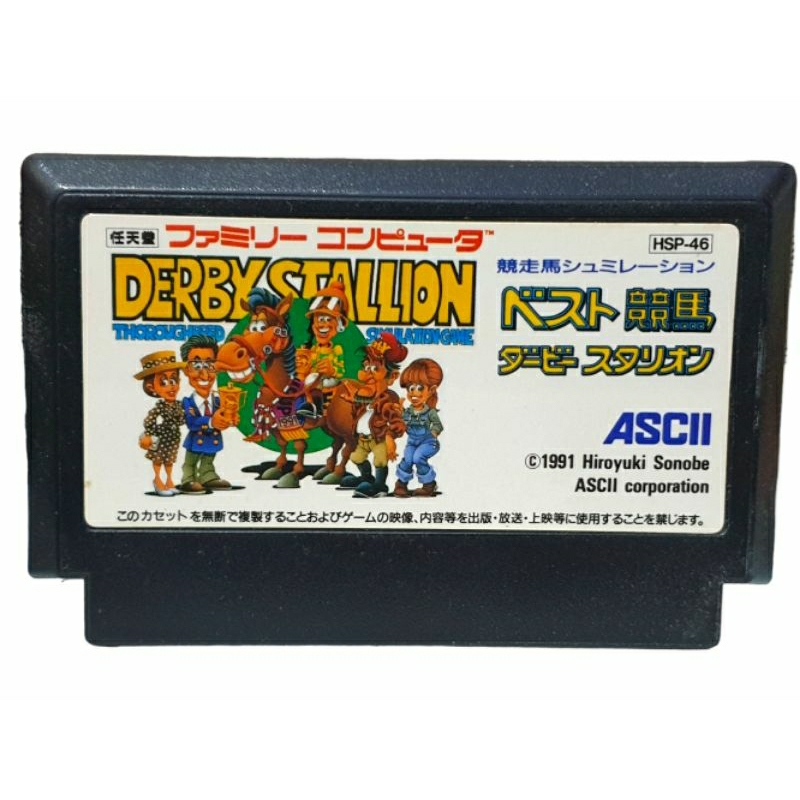 任天堂 ファミリー コンピュータ™
HSP-46
DERBY STALLION
THOROUGHBRED SIMULATION GAME
競走馬シュミレーション
ベスト 競馬
ダービー スタリオン
ASCII
©1991 Hiroyuki Sonobe
ASCII corporation
このカセットを無断で複製することおよびゲームの映像、内容等を出版・放送・上映等に使用することを禁じます。